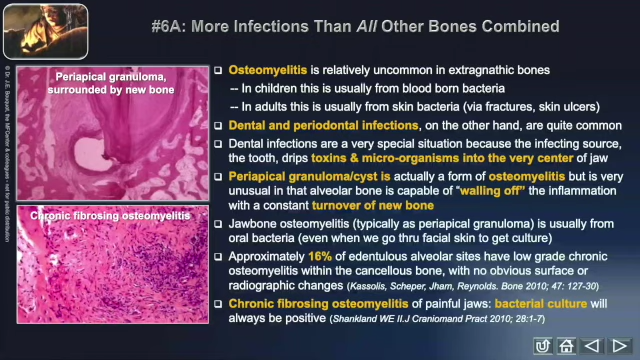 #6A: More Infections Than All Other Bones Combined
Periapical granuloma,
surrounded by new bone
Chronic fibrosing osteomyelitis
© Dr. J.E. Bouquot, the MFCenter & colleagues - not for public distribution
Osteomyelitis is relatively uncommon in extragnathic bones
-- In children this is usually from blood born bacteria
-- In adults this is usually from skin bacteria (via fractures, skin ulcers)
Dental and periodontal infections, on the other hand, are quite common
Dental infections are a very special situation because the infecting source,
the tooth, drips toxins & micro-organisms into the very center of jaw
Periapical granuloma/cyst is actually a form of osteomyelitis but is very
unusual in that alveolar bone is capable of "walling off" the inflammation
with a constant turnover of new bone
Jawbone osteomyelitis (typically as periapical granuloma) is usually from
oral bacteria (even when we go thru facial skin to get culture)
Approximately 16% of edentulous alveolar sites have low grade chronic
osteomyelitis within the cancellous bone, with no obvious surface or
radiographic changes (Kassolis, Scheper, Jham, Reynolds. Bone 2010; 47: 127-30)
Chronic fibrosing osteomyelitis of painful jaws: bacterial culture will
always be positive (Shankland WE II.J Craniomand Pract 2010; 28:1-7)